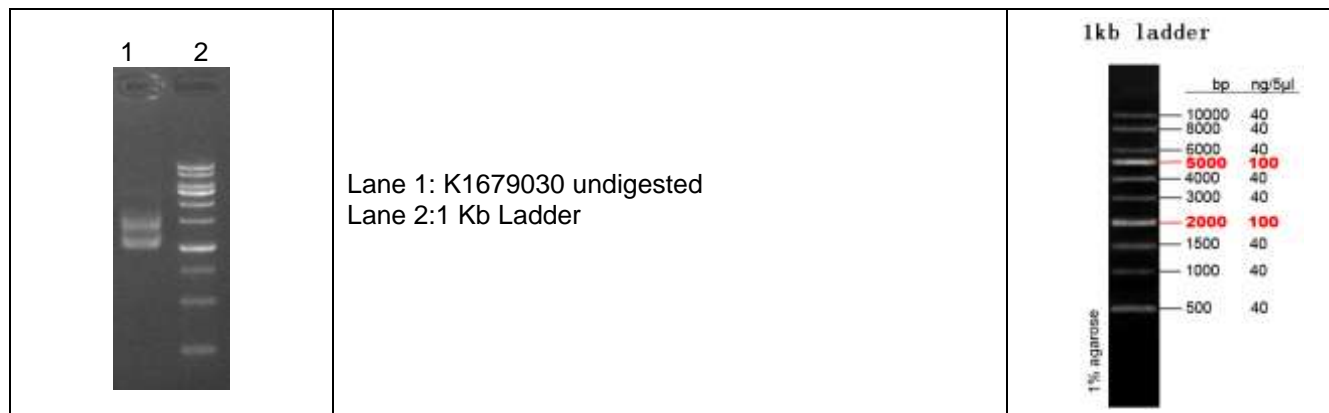 1 2
Lane 1: K1679030 undigested
Lane 2:1 Kb Ladder
1kb ladder
bp ng/5µl
10000 40
8000 40
6000 40
5000 100
4000 40
3000 40
2000 100
1500 40
1000 40
500 40
1% agarose